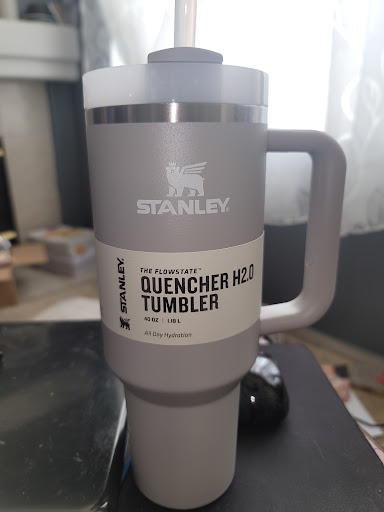 STANLEY
STANLEY.
THE FLOWSTATE™
QUENCHER H2.0
TUMBLER
40 OZ | 1.18 L
All Day Hydration